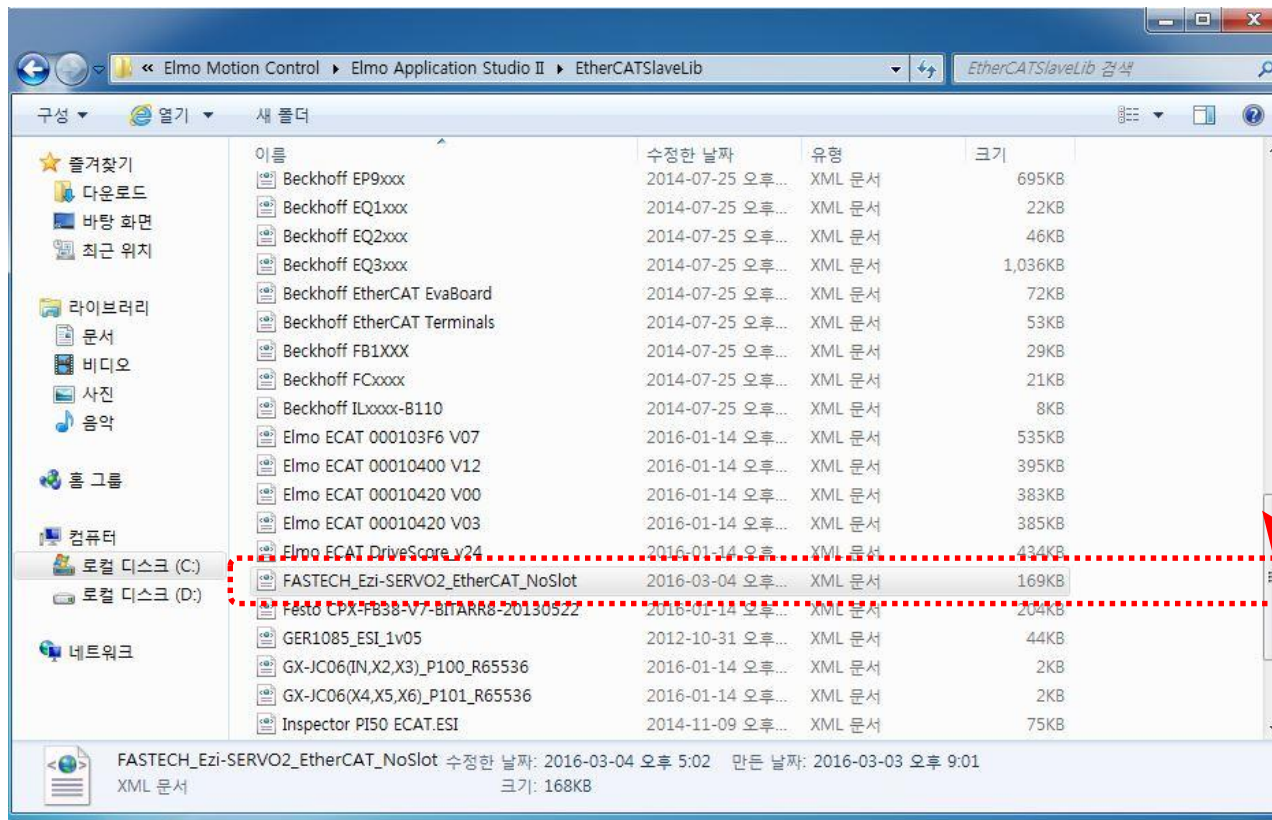 « Elmo Motion Control ▸ Elmo Application Studio II ▸ EtherCATSlaveLib
EtherCATSlaveLib 검색
구성 열기 새 폴더
이름 수정한 날짜 유형 크기
즐겨찾기
다운로드
바탕 화면
최근 위치
라이브러리
문서
비디오
사진
음악
홈 그룹
컴퓨터
로컬 디스크 (C:)
로컬 디스크 (D:)
네트워크
Beckhoff EP9xxx 2014-07-25 오후... XML 문서 695KB
Beckhoff EQ1xxx 2014-07-25 오후... XML 문서 22KB
Beckhoff EQ2xxx 2014-07-25 오후... XML 문서 46KB
Beckhoff EQ3xxx 2014-07-25 오후... XML 문서 1,036KB
Beckhoff EtherCAT EvaBoard 2014-07-25 오후... XML 문서 72KB
Beckhoff EtherCAT Terminals 2014-07-25 오후... XML 문서 53KB
Beckhoff FB1XXX 2014-07-25 오후... XML 문서 29KB
Beckhoff FCxxxx 2014-07-25 오후... XML 문서 21KB
Beckhoff ILxxxx-B110 2014-07-25 오후... XML 문서 8KB
Elmo ECAT 000103F6 V07 2016-01-14 오후... XML 문서 535KB
Elmo ECAT 00010400 V12 2016-01-14 오후... XML 문서 395KB
Elmo ECAT 00010420 V00 2016-01-14 오후... XML 문서 383KB
Elmo ECAT 00010420 V03 2016-01-14 오후... XML 문서 385KB
Elmo ECAT DriveScore v24 2016-01-14 오후... XML 문서 434KB
FASTECH_Ezi-SERVO2_EtherCAT_NoSlot 2016-03-04 오후... XML 문서 169KB
Festo CPX-FB38-V7-BITARR8-20130522 2016-01-14 오후... XML 문서 204KB
GER1085_ESI_1v05 2012-10-31 오후... XML 문서 44KB
GX-JC06(IN,X2,X3)_P100_R65536 2016-01-14 오후... XML 문서 2KB
GX-JC06(X4,X5,X6)_P101_R65536 2016-01-14 오후... XML 문서 2KB
Inspector PI50 ECAT.ESI 2014-11-09 오후... XML 문서 75KB
FASTECH_Ezi-SERVO2_EtherCAT_NoSlot 수정한 날짜: 2016-03-04 오후 5:02 만든 날짜: 2016-03-03 오후 9:01
XML 문서 크기: 168KB